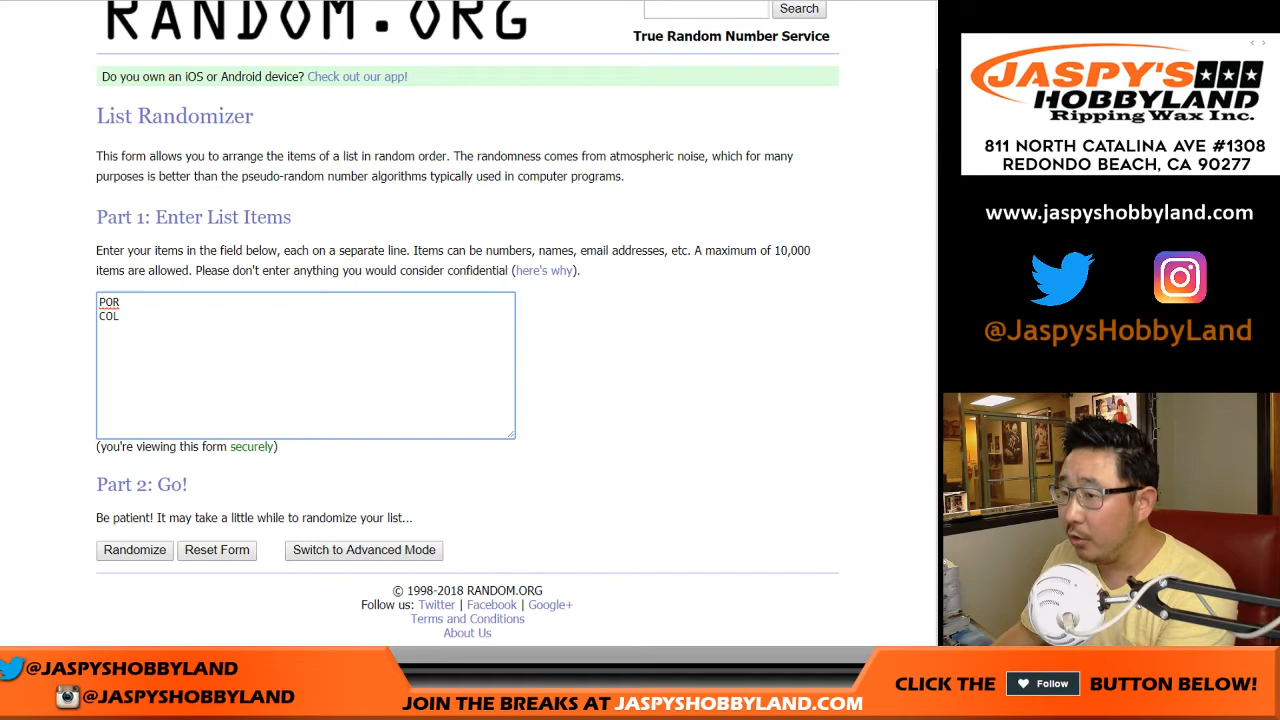 RANDOM.ORG
Search
True Random Number Service
Do you own an iOS or Android device? Check out our app!
List Randomizer
This form allows you to arrange the items of a list in random order. The randomness comes from atmospheric noise, which for many
purposes is better than the pseudo-random number algorithms typically used in computer programs.
Part 1: Enter List Items
Enter your items in the field below, each on a separate line. Items can be numbers, names, email addresses, etc. A maximum of 10,000
items are allowed. Please don't enter anything you would consider confidential (here's why).
POR
COL
(you're viewing this form securely)
Part 2: Go!
Be patient! It may take a little while to randomize your list...
Randomize Reset Form Switch to Advanced Mode
© 1998-2018 RANDOM.ORG
Follow us: Twitter | Facebook | Google+
Terms and Conditions
About Us
JASPY'S
HOBBYLAND
Ripping Wax Inc.
811 NORTH CATALINA AVE #1308
REDONDO BEACH, CA 90277
www.jaspyshobbyland.com
@JaspysHobbyLand
@JASPYSHOBBYLAND
@JASPYSHOBBYLAND
JOIN THE BREAKS AT JASPYSHOBBYLAND.COM
CLICK THE Follow BUTTON BELOW!